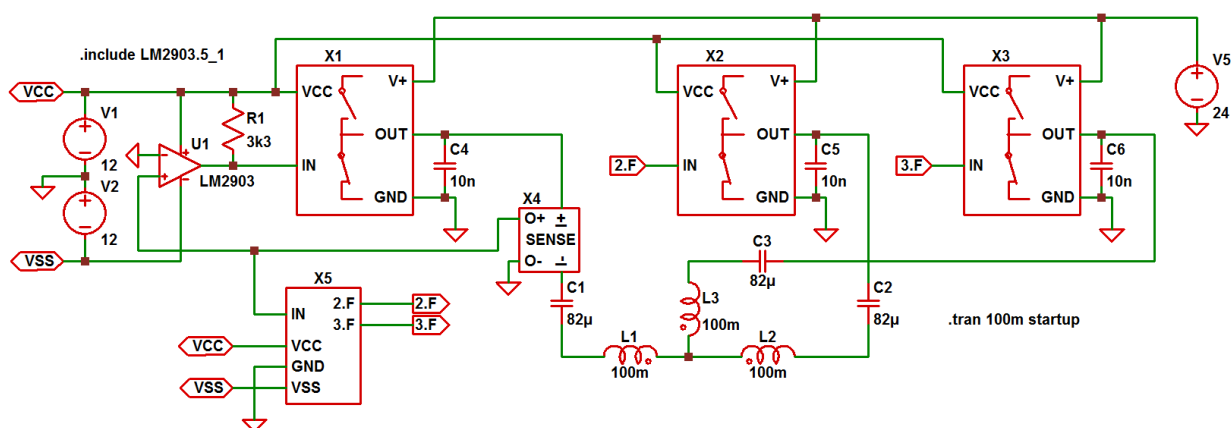 .include LM2903.5_1
X1
X2
X3
V5
24
VCC
V1
12
V2
12
VSS
U1
LM2903
R1
3k3
VCC
IN
V+
OUT
GND
C4
10n
2.F
VCC
IN
V+
OUT
GND
C5
10n
3.F
VCC
IN
V+
OUT
GND
C6
10n
X4
O+
SENSE
O-
C1
82µ
L1
100m
C3
82µ
L3
100m
L2
100m
C2
82µ
.tran 100m startup
X5
IN
VCC
GND
VSS
2.F
3.F
2.F
3.F
VCC
VSS